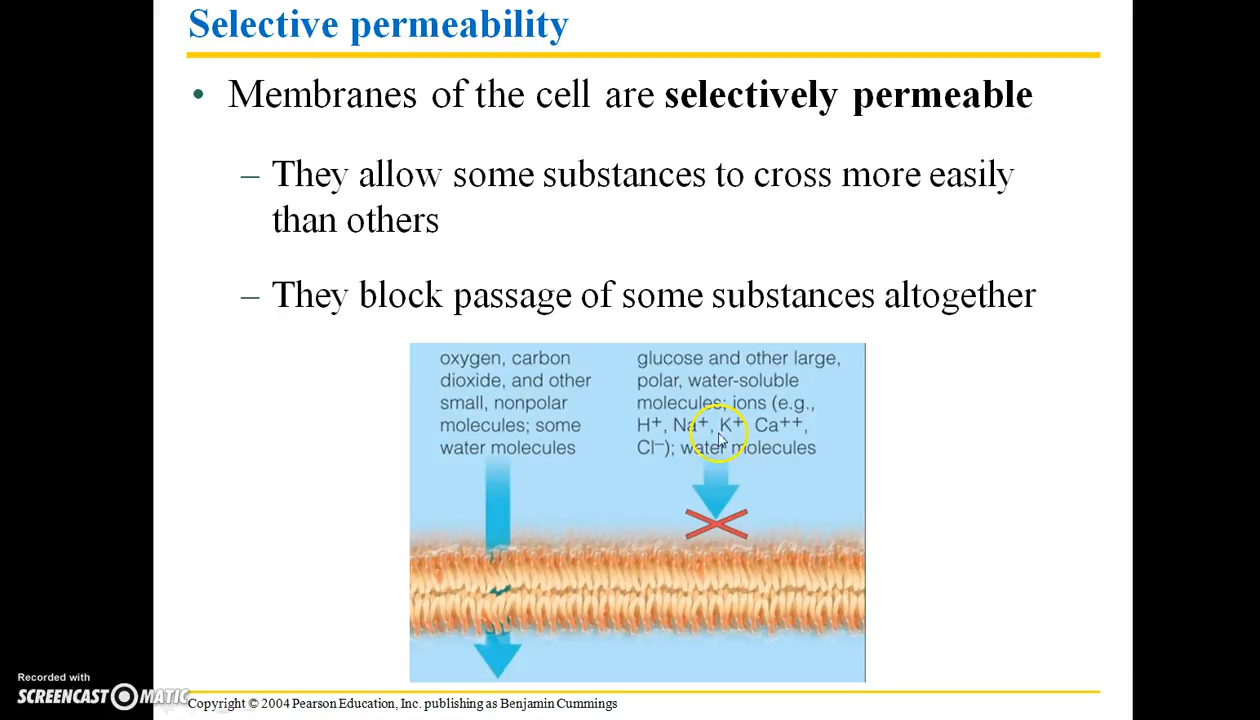 Selective permeability
• Membranes of the cell are selectively permeable
– They allow some substances to cross more easily
than others
– They block passage of some substances altogether
oxygen, carbon
dioxide, and other
small, nonpolar
molecules; some
water molecules
glucose and other large,
polar, water-soluble
molecules; ions (e.g.,
H+, Na+, K+, Ca++,
Cl–); water molecules
Recorded with
SCREENCAST MATIC
Copyright © 2004 Pearson Education, Inc. publishing as Benjamin Cummings